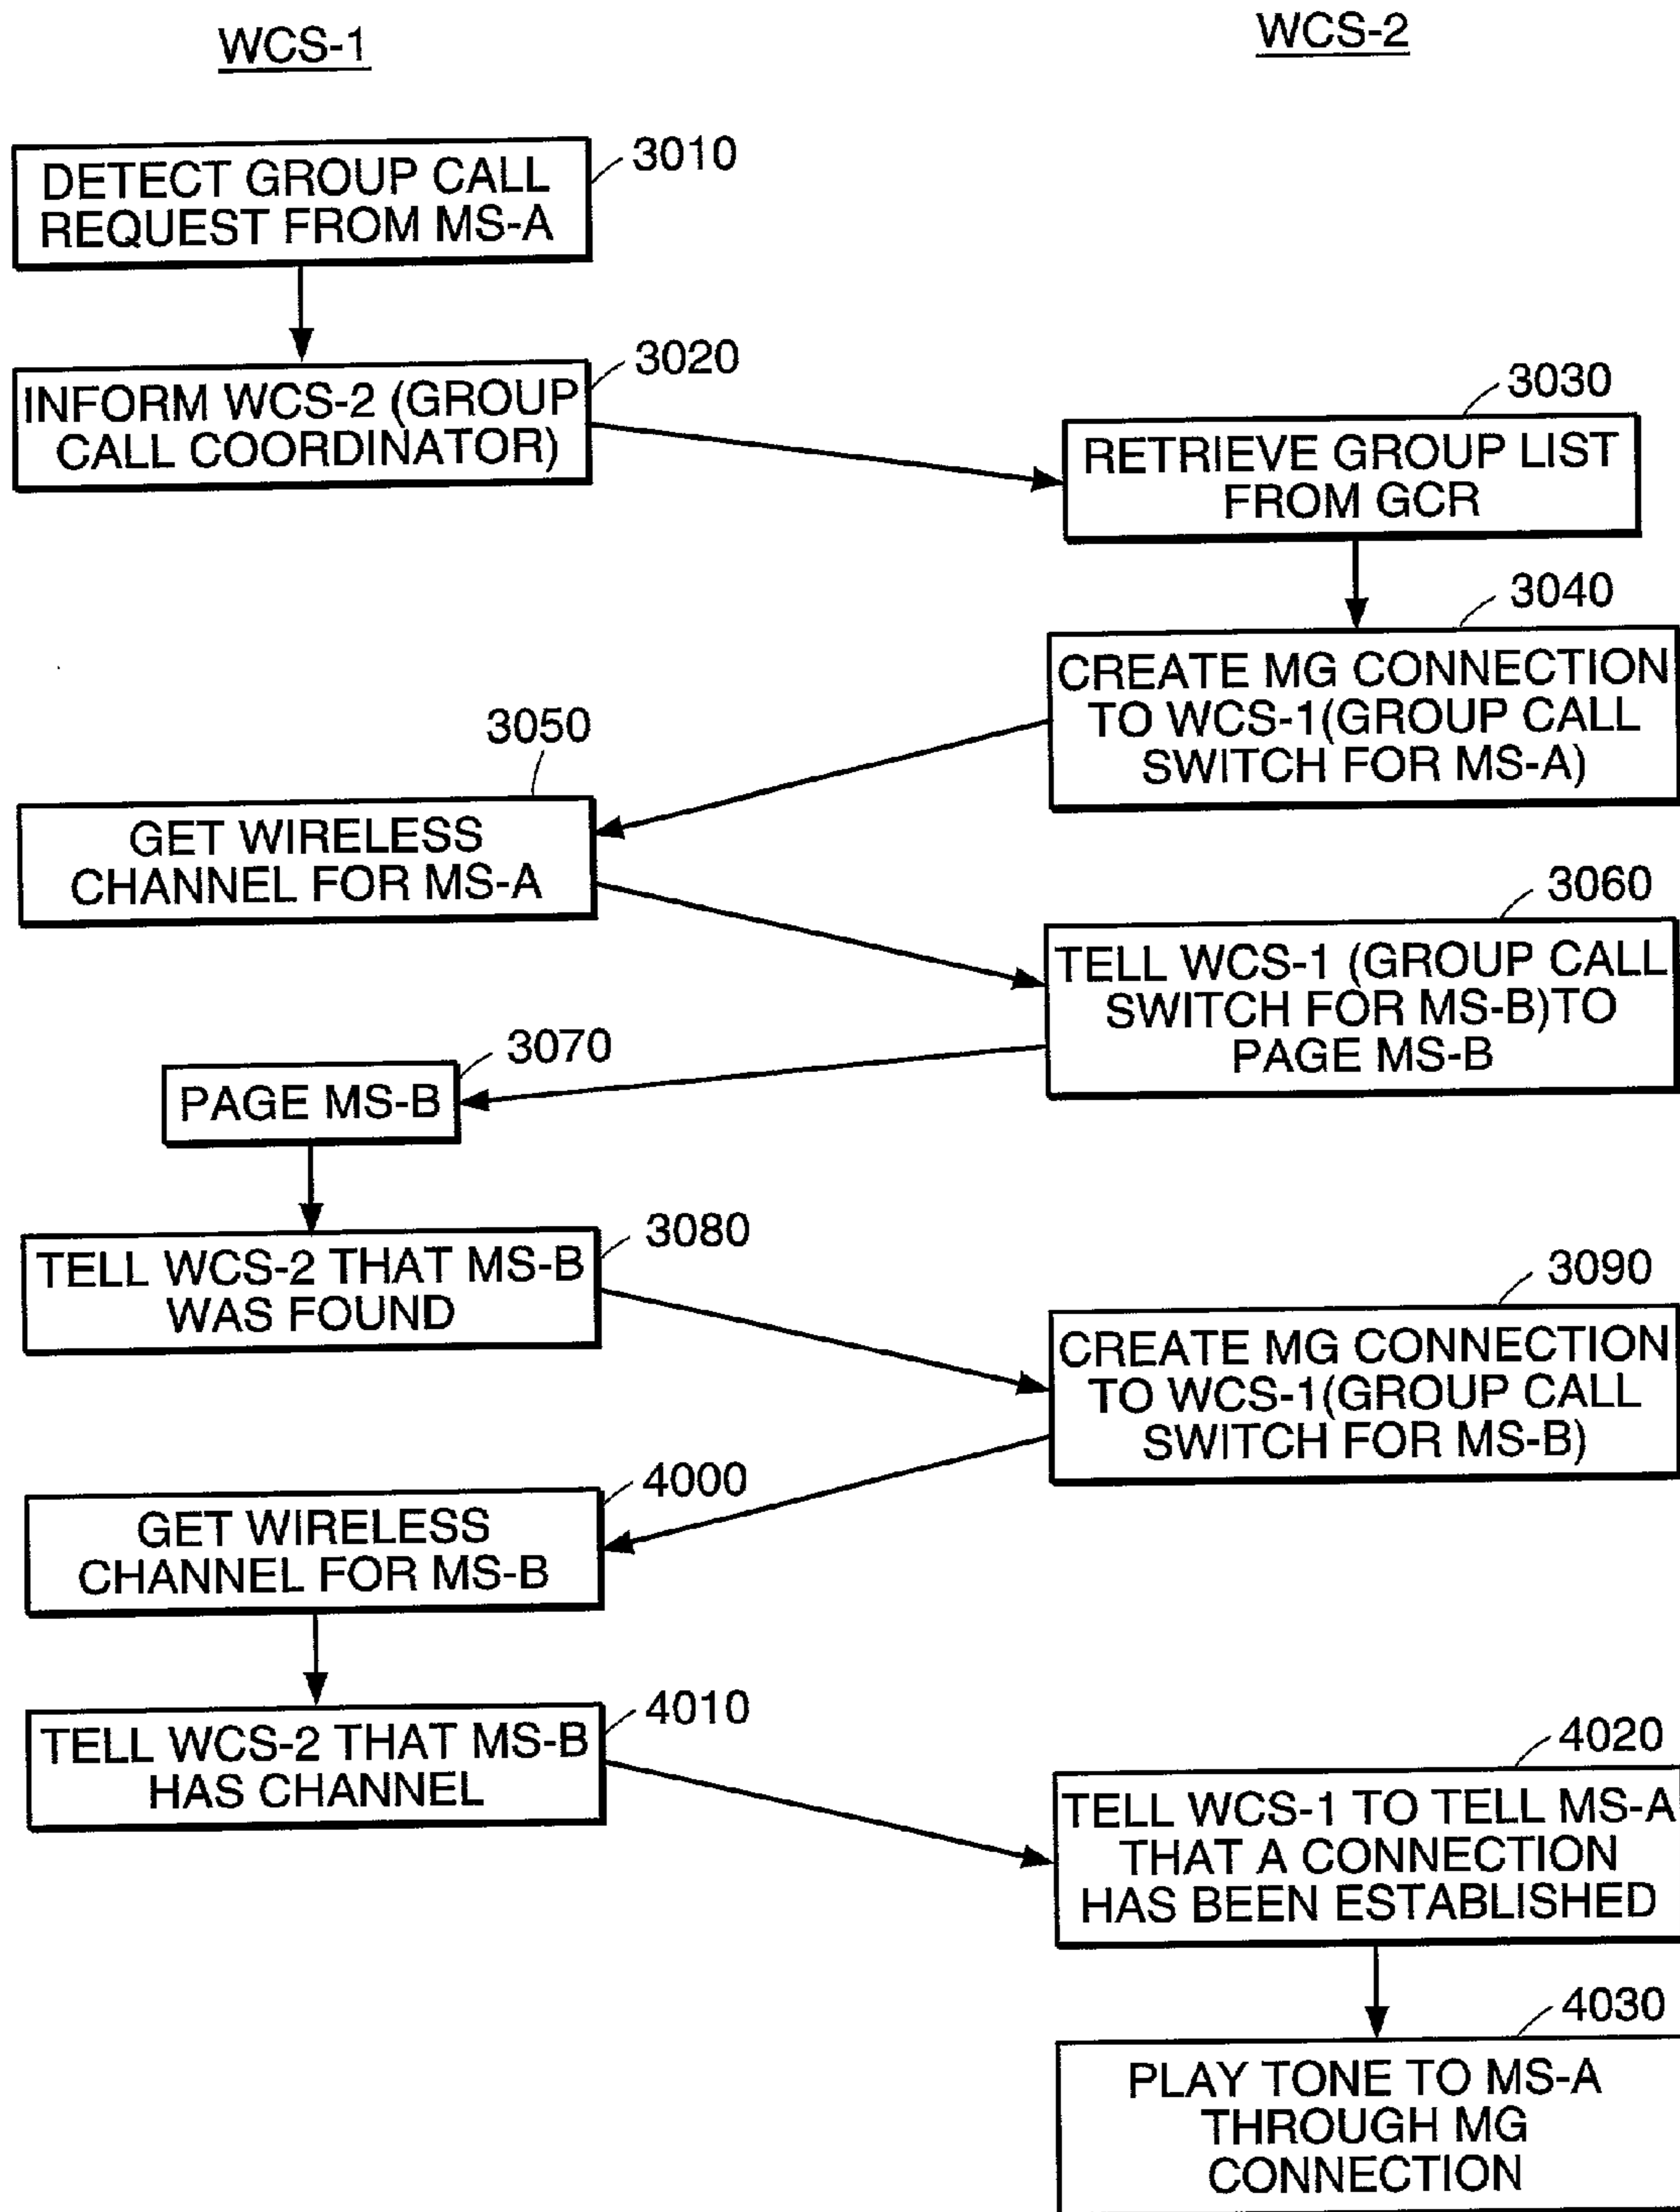 WCS-1
WCS-2
3010
DETECT GROUP CALL
REQUEST FROM MS-A
3020
INFORM WCS-2 (GROUP
CALL COORDINATOR)
3030
RETRIEVE GROUP LIST
FROM GCR
3040
CREATE MG CONNECTION
TO WCS-1(GROUP CALL
SWITCH FOR MS-A)
3050
GET WIRELESS
CHANNEL FOR MS-A
3060
TELL WCS-1 (GROUP CALL
SWITCH FOR MS-B)TO
PAGE MS-B
3070
PAGE MS-B
3080
TELL WCS-2 THAT MS-B
WAS FOUND
3090
CREATE MG CONNECTION
TO WCS-1(GROUP CALL
SWITCH FOR MS-B)
4000
GET WIRELESS
CHANNEL FOR MS-B
4010
TELL WCS-2 THAT MS-B
HAS CHANNEL
4020
TELL WCS-1 TO TELL MS-A
THAT A CONNECTION
HAS BEEN ESTABLISHED
4030
PLAY TONE TO MS-A
THROUGH MG
CONNECTION